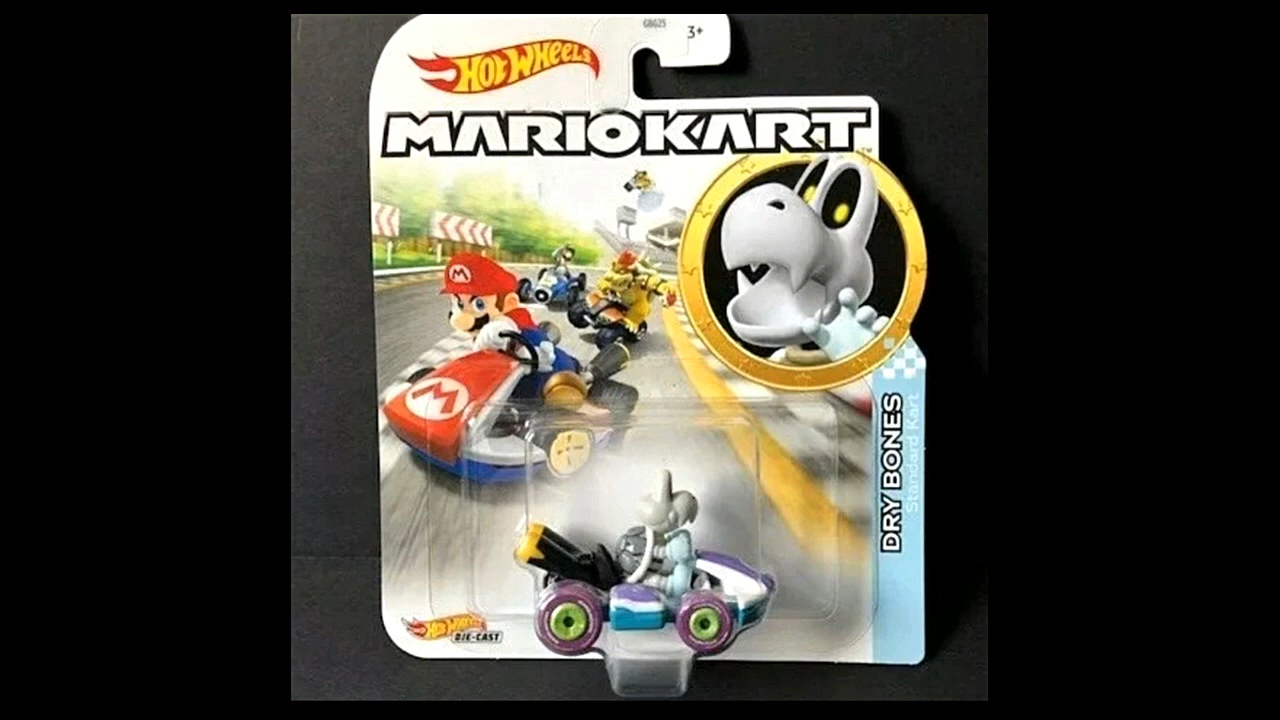 3+
HOT WHEELS
MARIOKART
M
M
DRY BONES
Standard Kart
HOT WHEELS
DIE-CAST